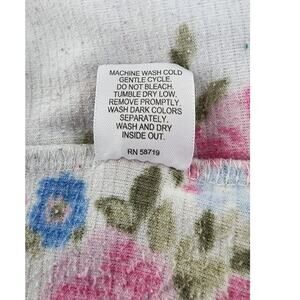 MACHINE WASH COLD
GENTLE CYCLE.
DO NOT BLEACH.
TUMBLE DRY LOW.
REMOVE PROMPTLY.
WASH DARK COLORS
SEPARATELY.
WASH AND DRY
INSIDE OUT.
RN 58719